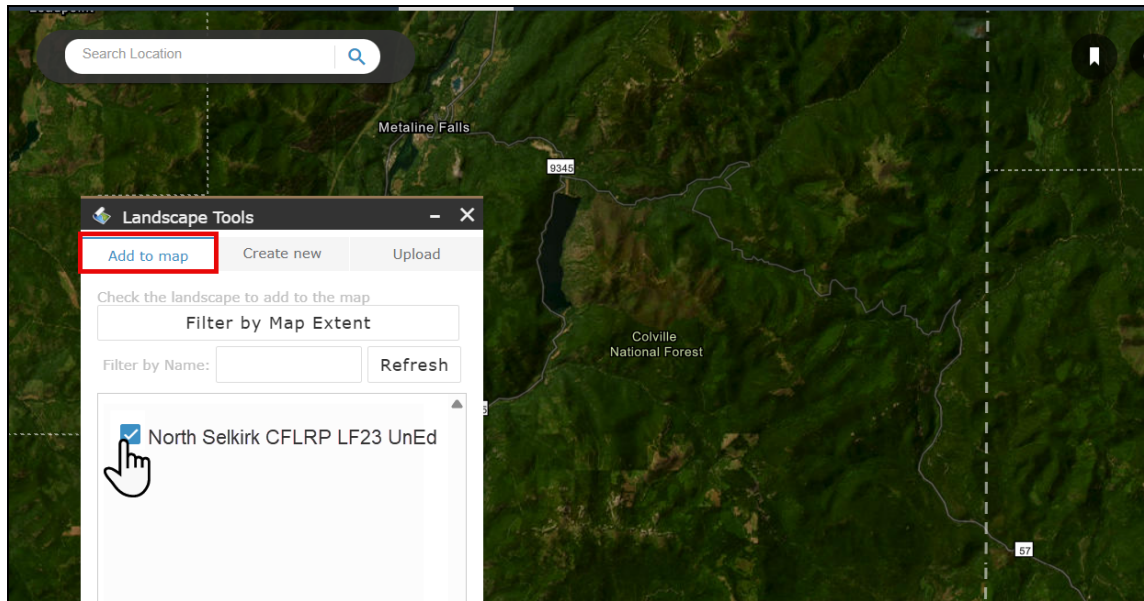 Search Location
Metaline Falls
9345
Landscape Tools
Add to map
Create new
Upload
Check the landscape to add to the map
Filter by Map Extent
Filter by Name:
Refresh
North Selkirk CFLRP LF23 UnEd
Colville
National Forest
57